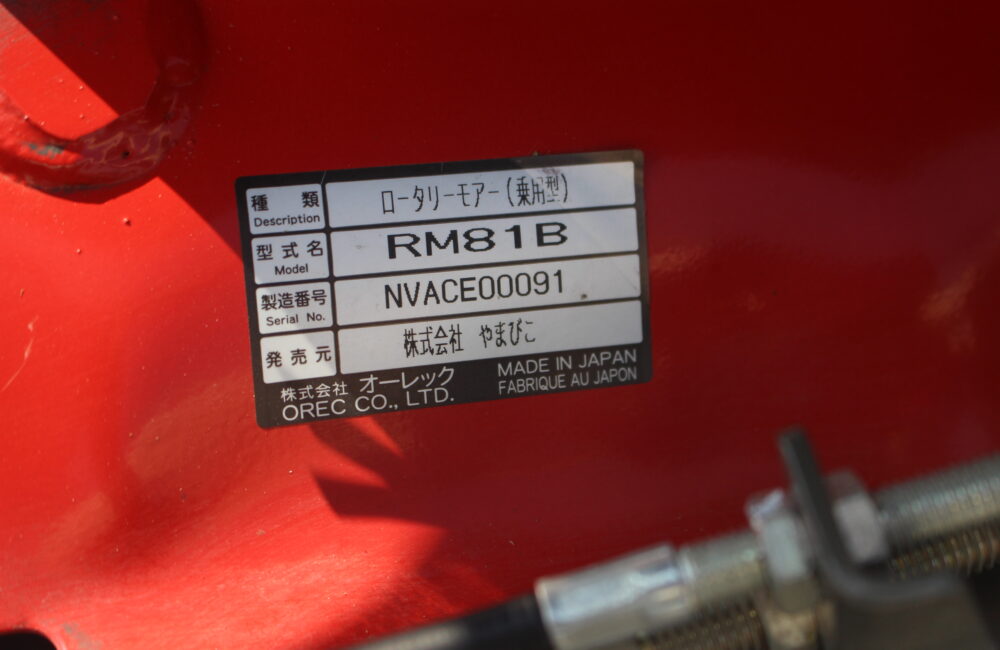 種類 ロータリーモアー(乗用型)
Description
型式名 RM81B
Model
製造番号 NVACE00091
Serial No.
発売元 株式会社 やまびこ
株式会社 オーレック MADE IN JAPAN
OREC CO., LTD. FABRIQUE AU JAPON